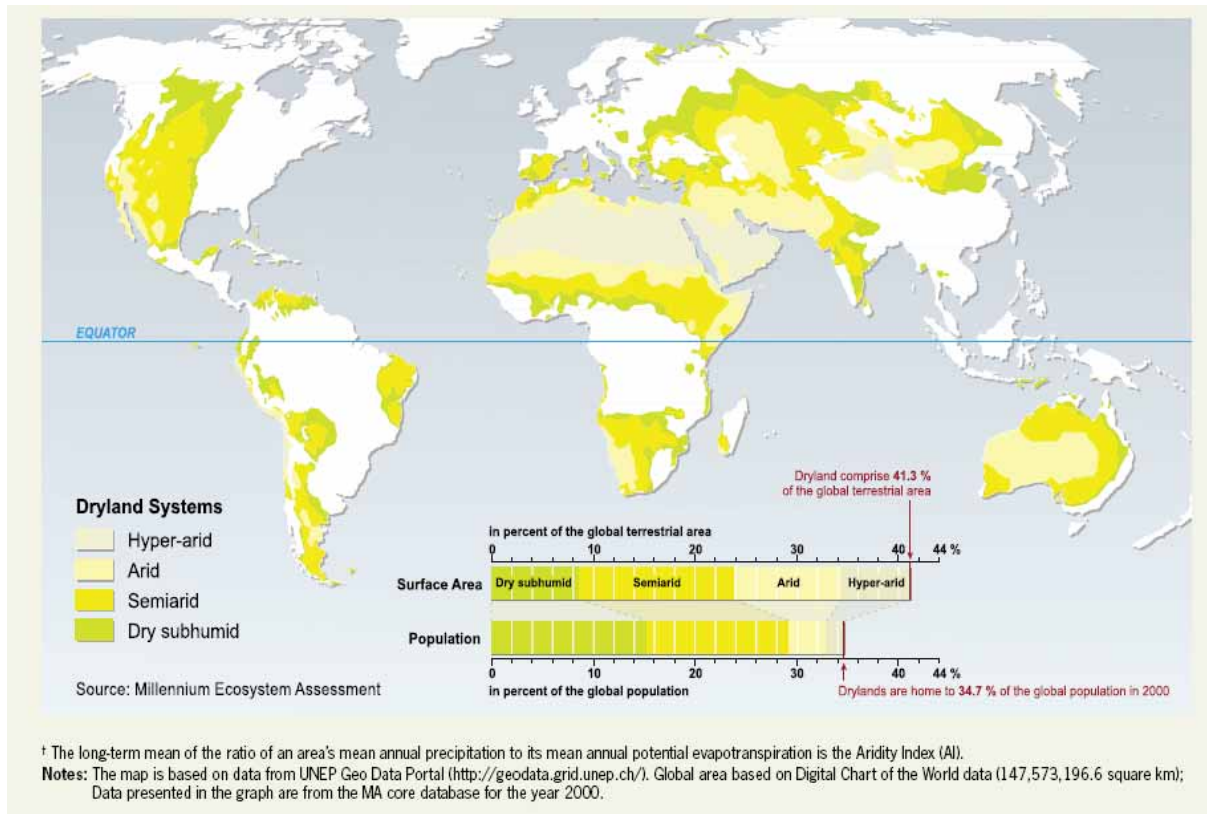 EQUATOR
Dryland Systems
Hyper-arid
Arid
Semiarid
Dry subhumid
Source: Millennium Ecosystem Assessment
Dryland comprise 41.3 %
of the global terrestrial area
in percent of the global terrestrial area
0 10 20 30 40 44 %
Surface Area Dry subhumid Semiarid Arid Hyper-arid
Population
0 10 20 30 40 44 %
in percent of the global population
Drylands are home to 34.7 % of the global population in 2000
† The long-term mean of the ratio of an area's mean annual precipitation to its mean annual potential evapotranspiration is the Aridity Index (AI).
Notes: The map is based on data from UNEP Geo Data Portal (http://geodata.grid.unep.ch/). Global area based on Digital Chart of the World data (147,573,196.6 square km);
Data presented in the graph are from the MA core database for the year 2000.